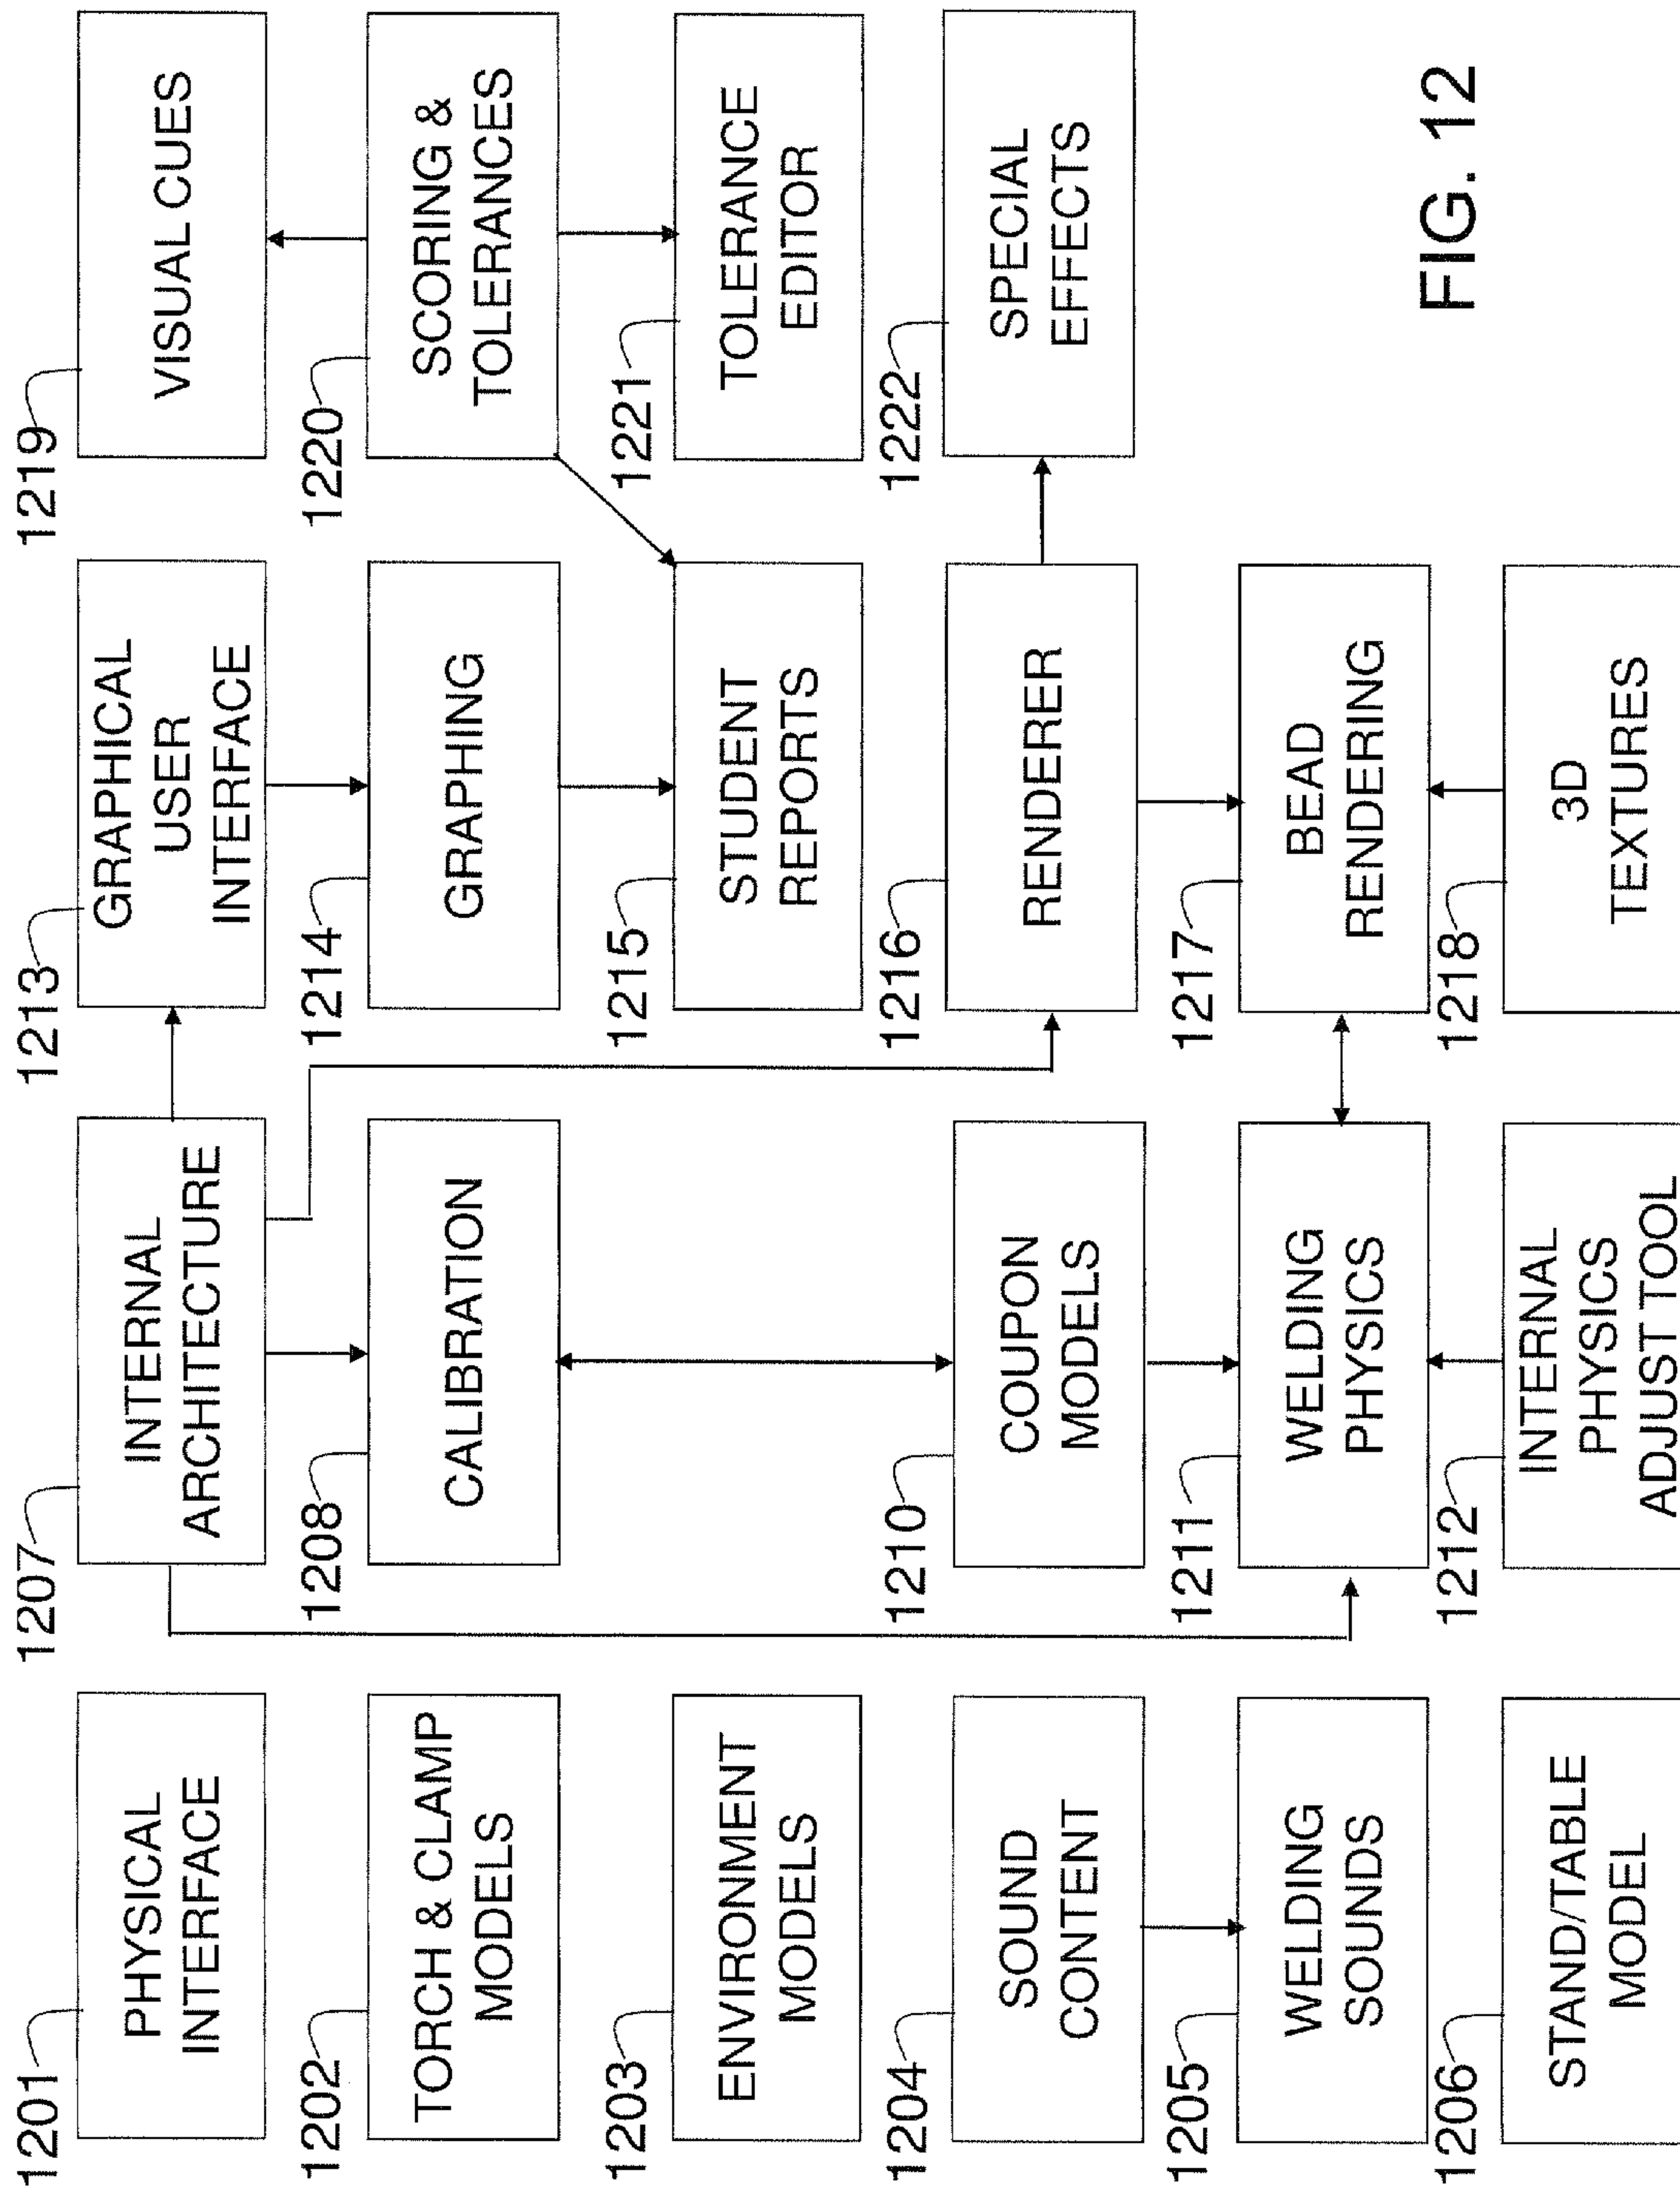 1201
PHYSICAL
INTERFACE
1202
TORCH & CLAMP
MODELS
1203
ENVIRONMENT
MODELS
1204
SOUND
CONTENT
1205
WELDING
SOUNDS
1206
STAND/TABLE
MODEL
1207
INTERNAL
ARCHITECTURE
1208
CALIBRATION
1210
COUPON
MODELS
1211
WELDING
PHYSICS
1212
INTERNAL
PHYSICS
ADJUST TOOL
1213
GRAPHICAL
USER
INTERFACE
1214
GRAPHING
1215
STUDENT
REPORTS
1216
RENDERER
1217
BEAD
RENDERING
1218
3D
TEXTURES
1219
VISUAL CUES
1220
SCORING &
TOLERANCES
1221
TOLERANCE
EDITOR
1222
SPECIAL
EFFECTS
FIG. 12